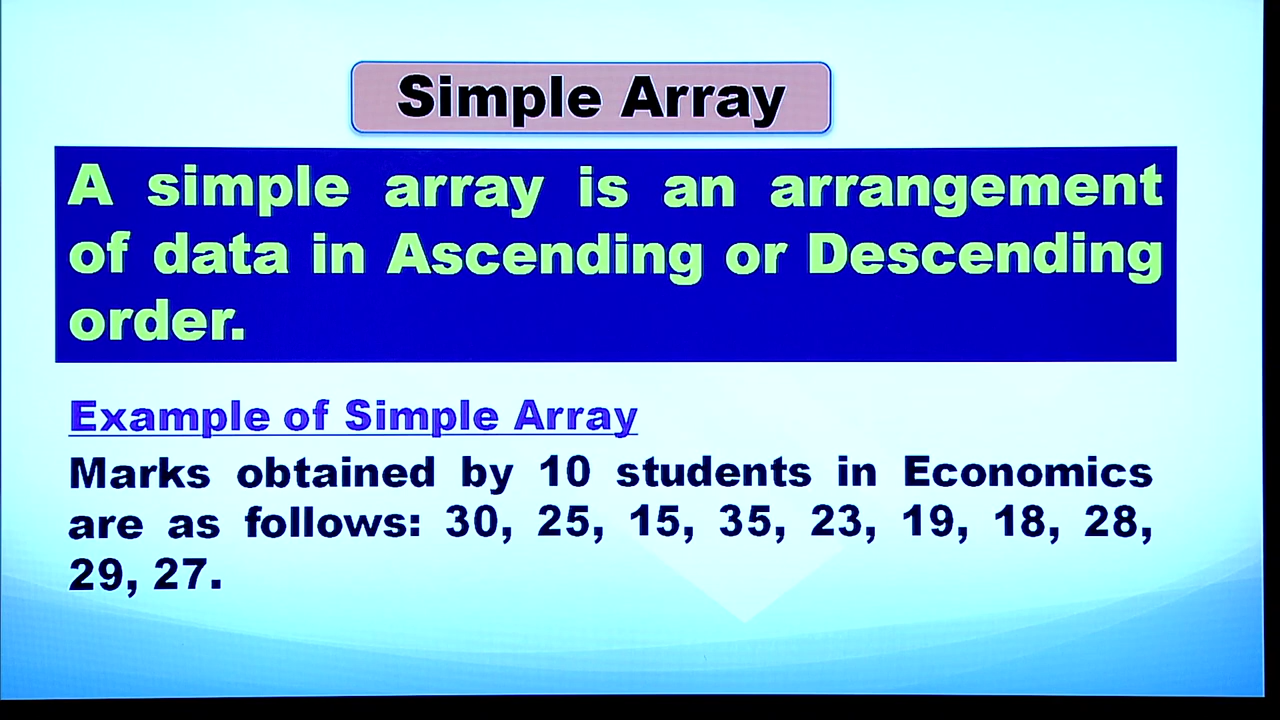 Simple Array
A simple array is an arrangement
of data in Ascending or Descending
order.
Example of Simple Array
Marks obtained by 10 students in Economics
are as follows: 30, 25, 15, 35, 23, 19, 18, 28,
29, 27.